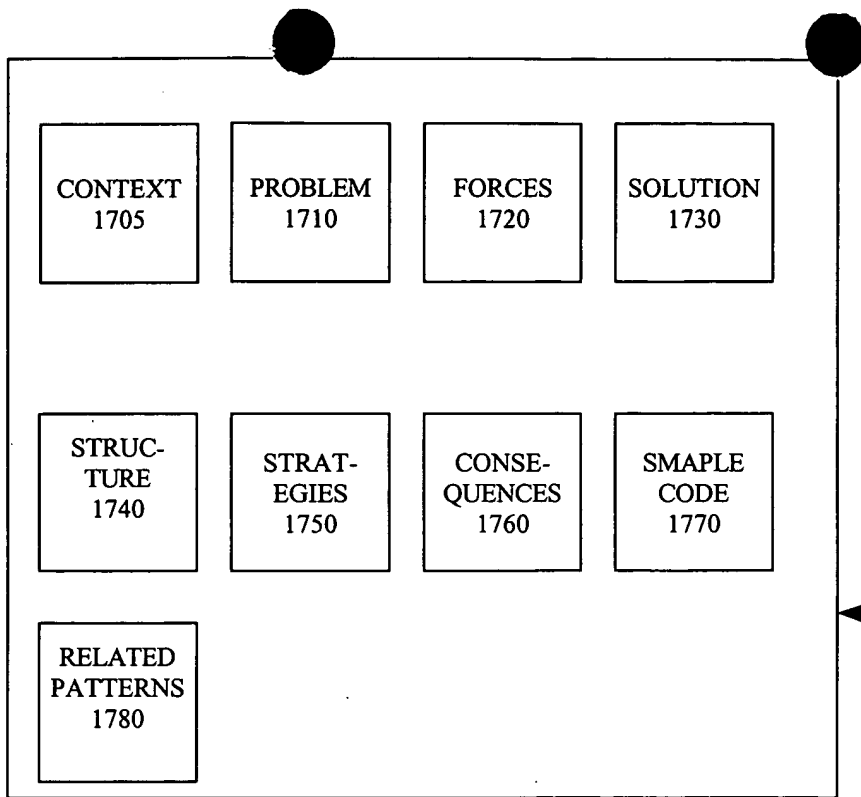 CONTEXT
1705
PROBLEM
1710
FORCES
1720
SOLUTION
1730
STRUC-
TURE
1740
STRAT-
EGIES
1750
CONSE-
QUENCES
1760
SMAPLE
CODE
1770
RELATED
PATTERNS
1780